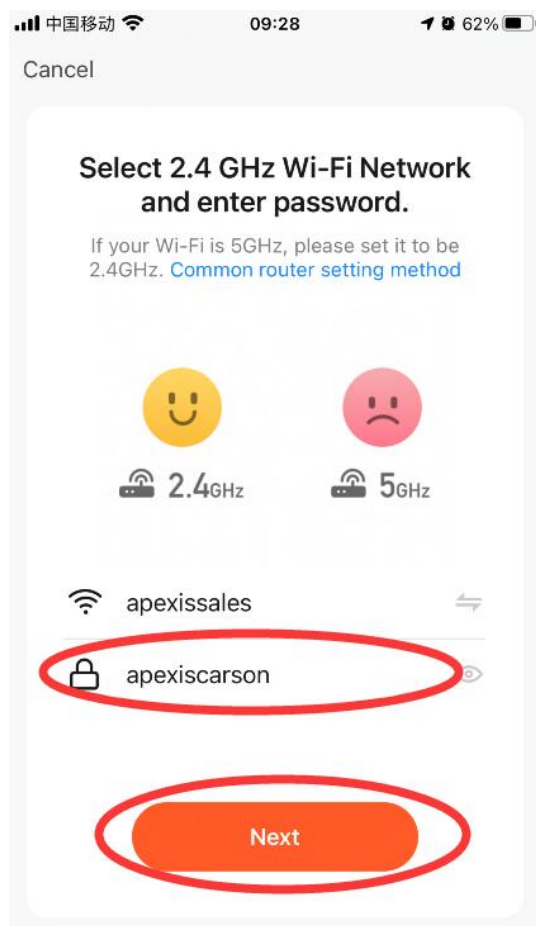 中国移动 09:28 62%
Cancel
Select 2.4 GHz Wi-Fi Network
and enter password.
If your Wi-Fi is 5GHz, please set it to be
2.4GHz. Common router setting method
2.4GHz 5GHz
apexissales
apexiscarson
Next